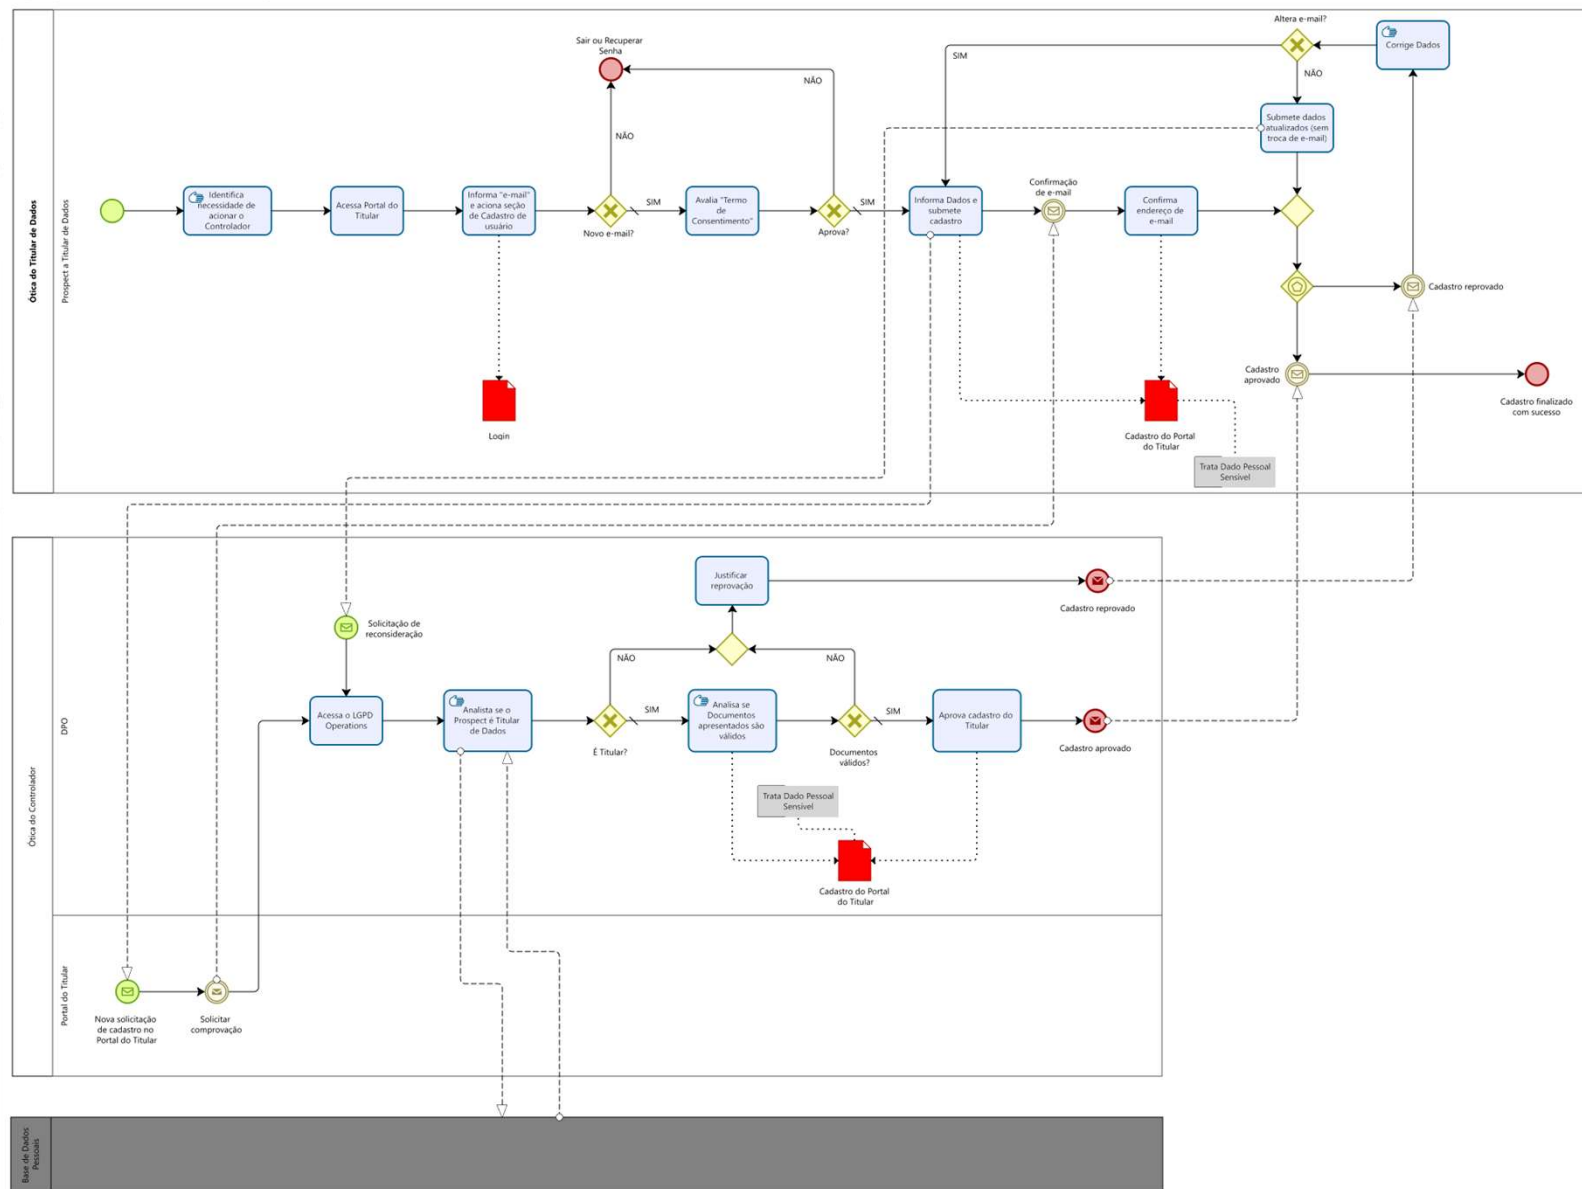 Ótica do Titular de Dados
Prospect a Titular de Dados
Identifica
necessidade de
acionar o
Controlador
Acessa Portal do
Titular
Informa "e-mail"
e aciona seção
de Cadastro de
usuário
Login
Sair ou Recuperar
Senha
NÃO
Novo e-mail?
SIM
Avalia "Termo
de
Consentimento"
NÃO
Aprova?
SIM
Informa Dados e
submete
cadastro
Confirmação
de e-mail
Confirma
endereço de
e-mail
Cadastro do Portal
do Titular
Trata Dado Pessoal
Sensível
Altera e-mail?
SIM
NÃO
Corrige Dados
Submete dados
atualizados (sem
troca de e-mail)
Cadastro reprovado
Cadastro
aprovado
Cadastro finalizado
com sucesso
Ótica do Controlador
DPO
Solicitação de
reconsideração
Acessa o LGPD
Operations
Analista se o
Prospect é Titular
de Dados
É Titular?
NÃO
SIM
Justificar
reprovação
Cadastro reprovado
Analisa se
Documentos
apresentados são
válidos
NÃO
Documentos
válidos?
SIM
Aprova cadastro do
Titular
Cadastro aprovado
Trata Dado Pessoal
Sensível
Cadastro do Portal
do Titular
Portal do Titular
Nova solicitação
de cadastro no
Portal do Titular
Solicitar
comprovação
Base de Dados
Pessoais